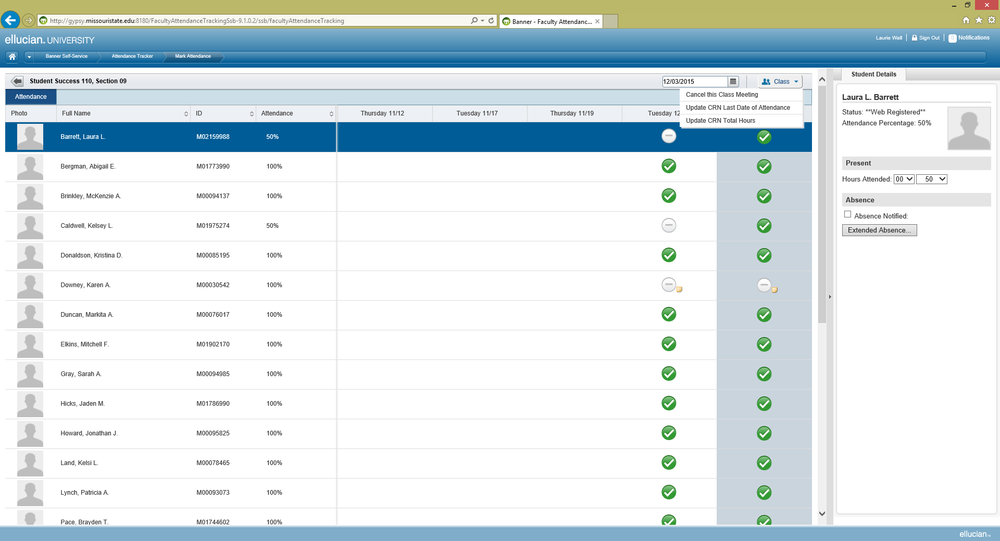 http://gypsy.missouristate.edu:8180/FacultyAttendanceTrackingSsb-9.1.0.2/ssb/facultyAttendanceTracking
Banner - Faculty Attendanc...
ellucian™ UNIVERSITY
Laurie Wall
Sign Out
0 Notifications
Banner Self-Service
Attendance Tracker
Mark Attendance
Student Success 110, Section 09
12/03/2015
Class
Student Details
Cancel this Class Meeting
Update CRN Last Date of Attendance
Update CRN Total Hours
Attendance
Photo Full Name ID Attendance Thursday 11/12 Tuesday 11/17 Thursday 11/19 Tuesday 12
Barrett, Laura L. M02159988 50%
Bergman, Abigail E. M01773990 100%
Brinkley, McKenzie A. M00094137 100%
Caldwell, Kelsey L. M01975274 50%
Donaldson, Kristina D. M00085195 100%
Downey, Karen A. M00030542 100%
Duncan, Markita A. M00076017 100%
Elkins, Mitchell F. M01902170 100%
Gray, Sarah A. M00094985 100%
Hicks, Jaden M. M01786990 100%
Howard, Jonathan J. M00095825 100%
Land, Kelsi L. M00078465 100%
Lynch, Patricia A. M00093073 100%
Pace, Brayden T. M01744602 100%
Laura L. Barrett
Status: **Web Registered**
Attendance Percentage: 50%
Present
Hours Attended: 00 50
Absence
Absence Notified:
Extended Absence...
ellucian™